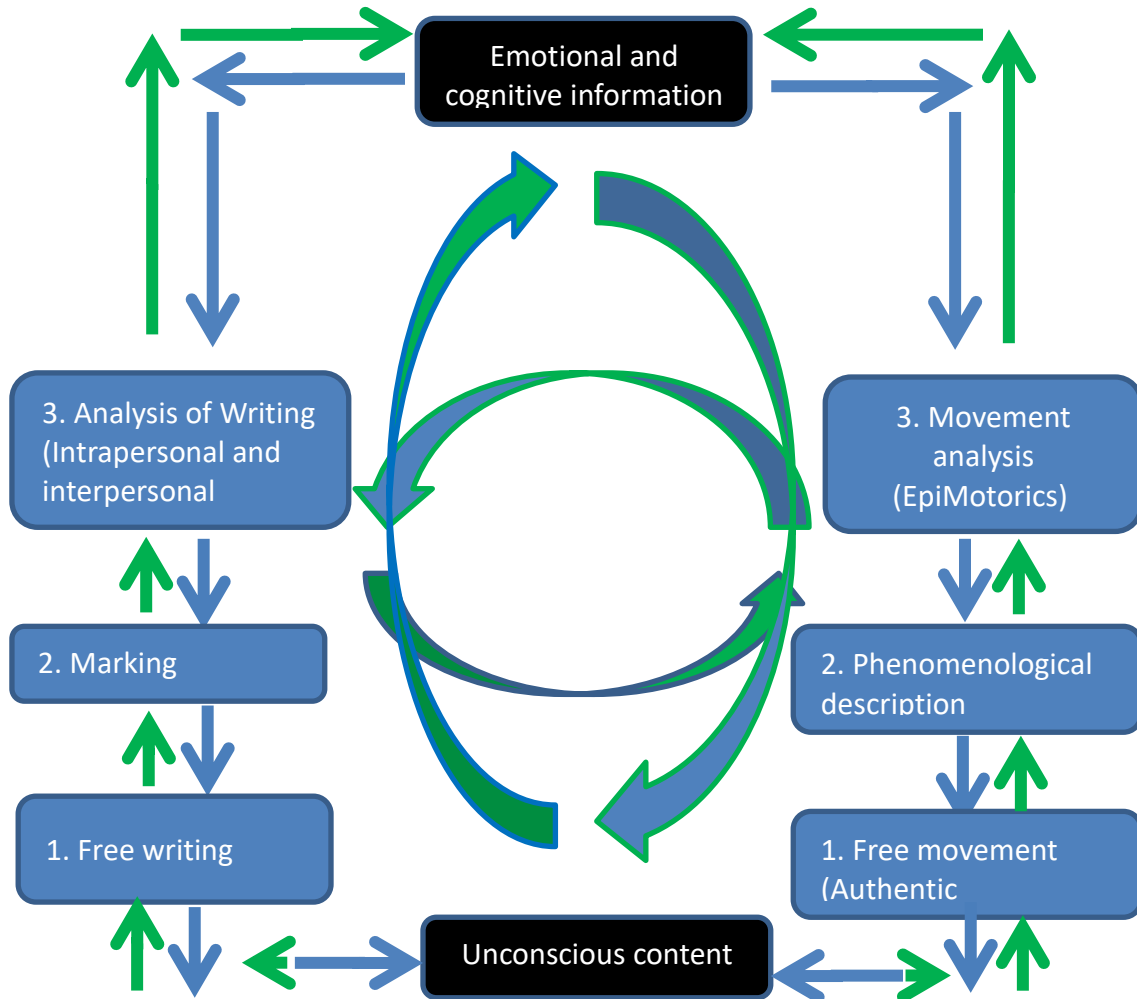 Emotional and
cognitive information
3. Analysis of Writing
(Intrapersonal and
interpersonal
3. Movement
analysis
(EpiMotorics)
2. Marking
2. Phenomenological
description
1. Free writing
1. Free movement
(Authentic
Unconscious content